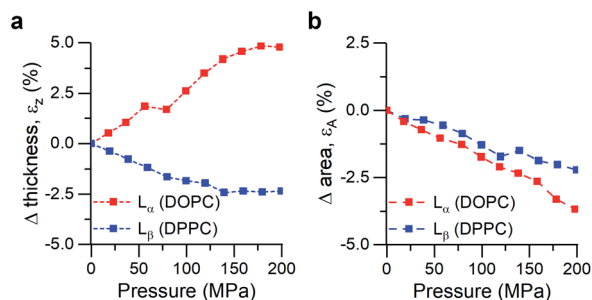 a
5.0
2.5
0.0
-2.5
-5.0
Δ thickness, εz (%)
Lα (DOPC)
Lβ (DPPC)
0 50 100 150 200
Pressure (MPa)
b
2.5
0.0
-2.5
-5.0
Δ area, εA (%)
Lα (DOPC)
Lβ (DPPC)
0 50 100 150 200
Pressure (MPa)